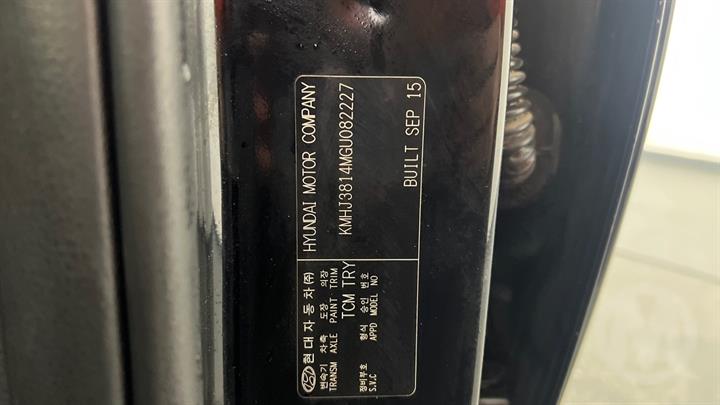 현대자동차(주) HYUNDAI MOTOR COMPANY
변속기 차축 도장 의장
TRANSM AXLE PAINT TRIM
KMHJ3814MGU082227
TCM TRY
정비부호 형식 승인 번호
S.V.C APPD MODEL NO
BUILT SEP 15